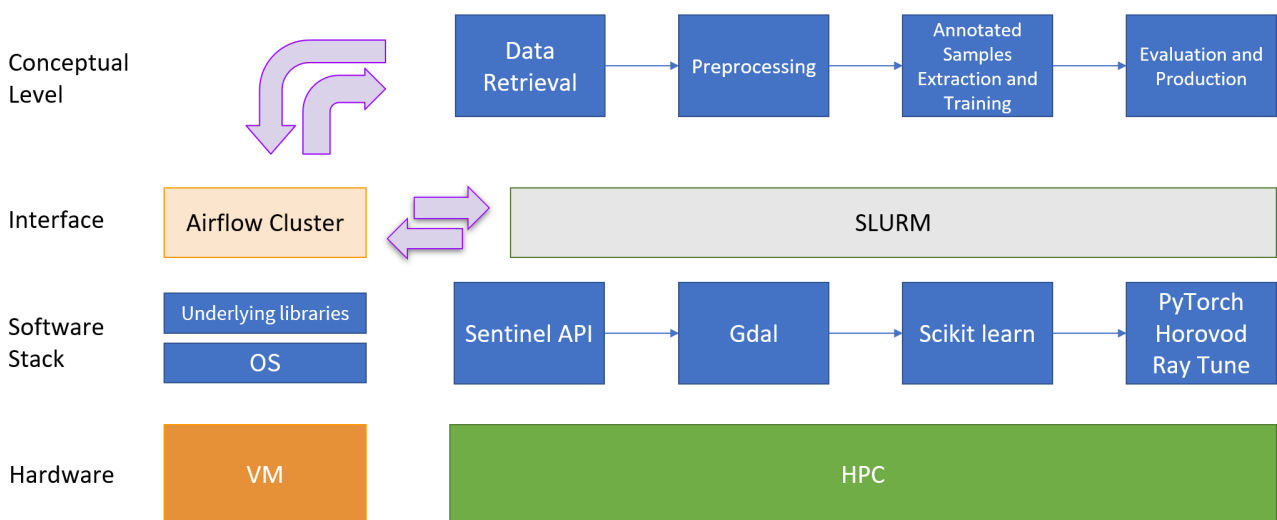 Conceptual
Level
Data
Retrieval
Preprocessing
Annotated
Samples
Extraction and
Training
Evaluation and
Production
Interface
Airflow Cluster
SLURM
Software
Stack
Underlying libraries
OS
Sentinel API
Gdal
Scikit learn
PyTorch
Horovod
Ray Tune
Hardware
VM
HPC